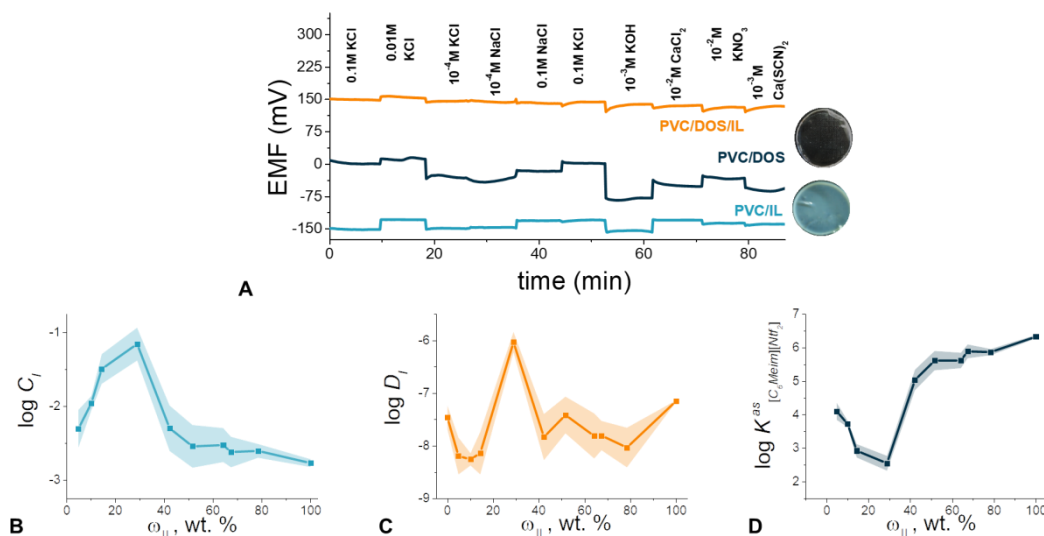 300
225
150
75
0
-75
-150
EMF (mV)
0.1M KCl
0.01M
KCl
10⁻⁴M KCl
10⁻⁴M NaCl
0.1M NaCl
0.1M KCl
10⁻³M KOH
10⁻²M CaCl₂
10⁻²M
KNO₃
10⁻³M
Ca(SCN)₂
PVC/DOS/IL
PVC/DOS
PVC/IL
0 20 40 60 80
time (min)
A
-1
-2
-3
log C_I
0 20 40 60 80 100
ω_IL, wt. %
B
-6
-7
-8
-9
log D_I
0 20 40 60 80 100
ω_IL, wt. %
C
7
6
5
4
3
2
1
log K^as_[C₆Meim][Ntf₂]
0 20 40 60 80 100
ω_IL, wt. %
D